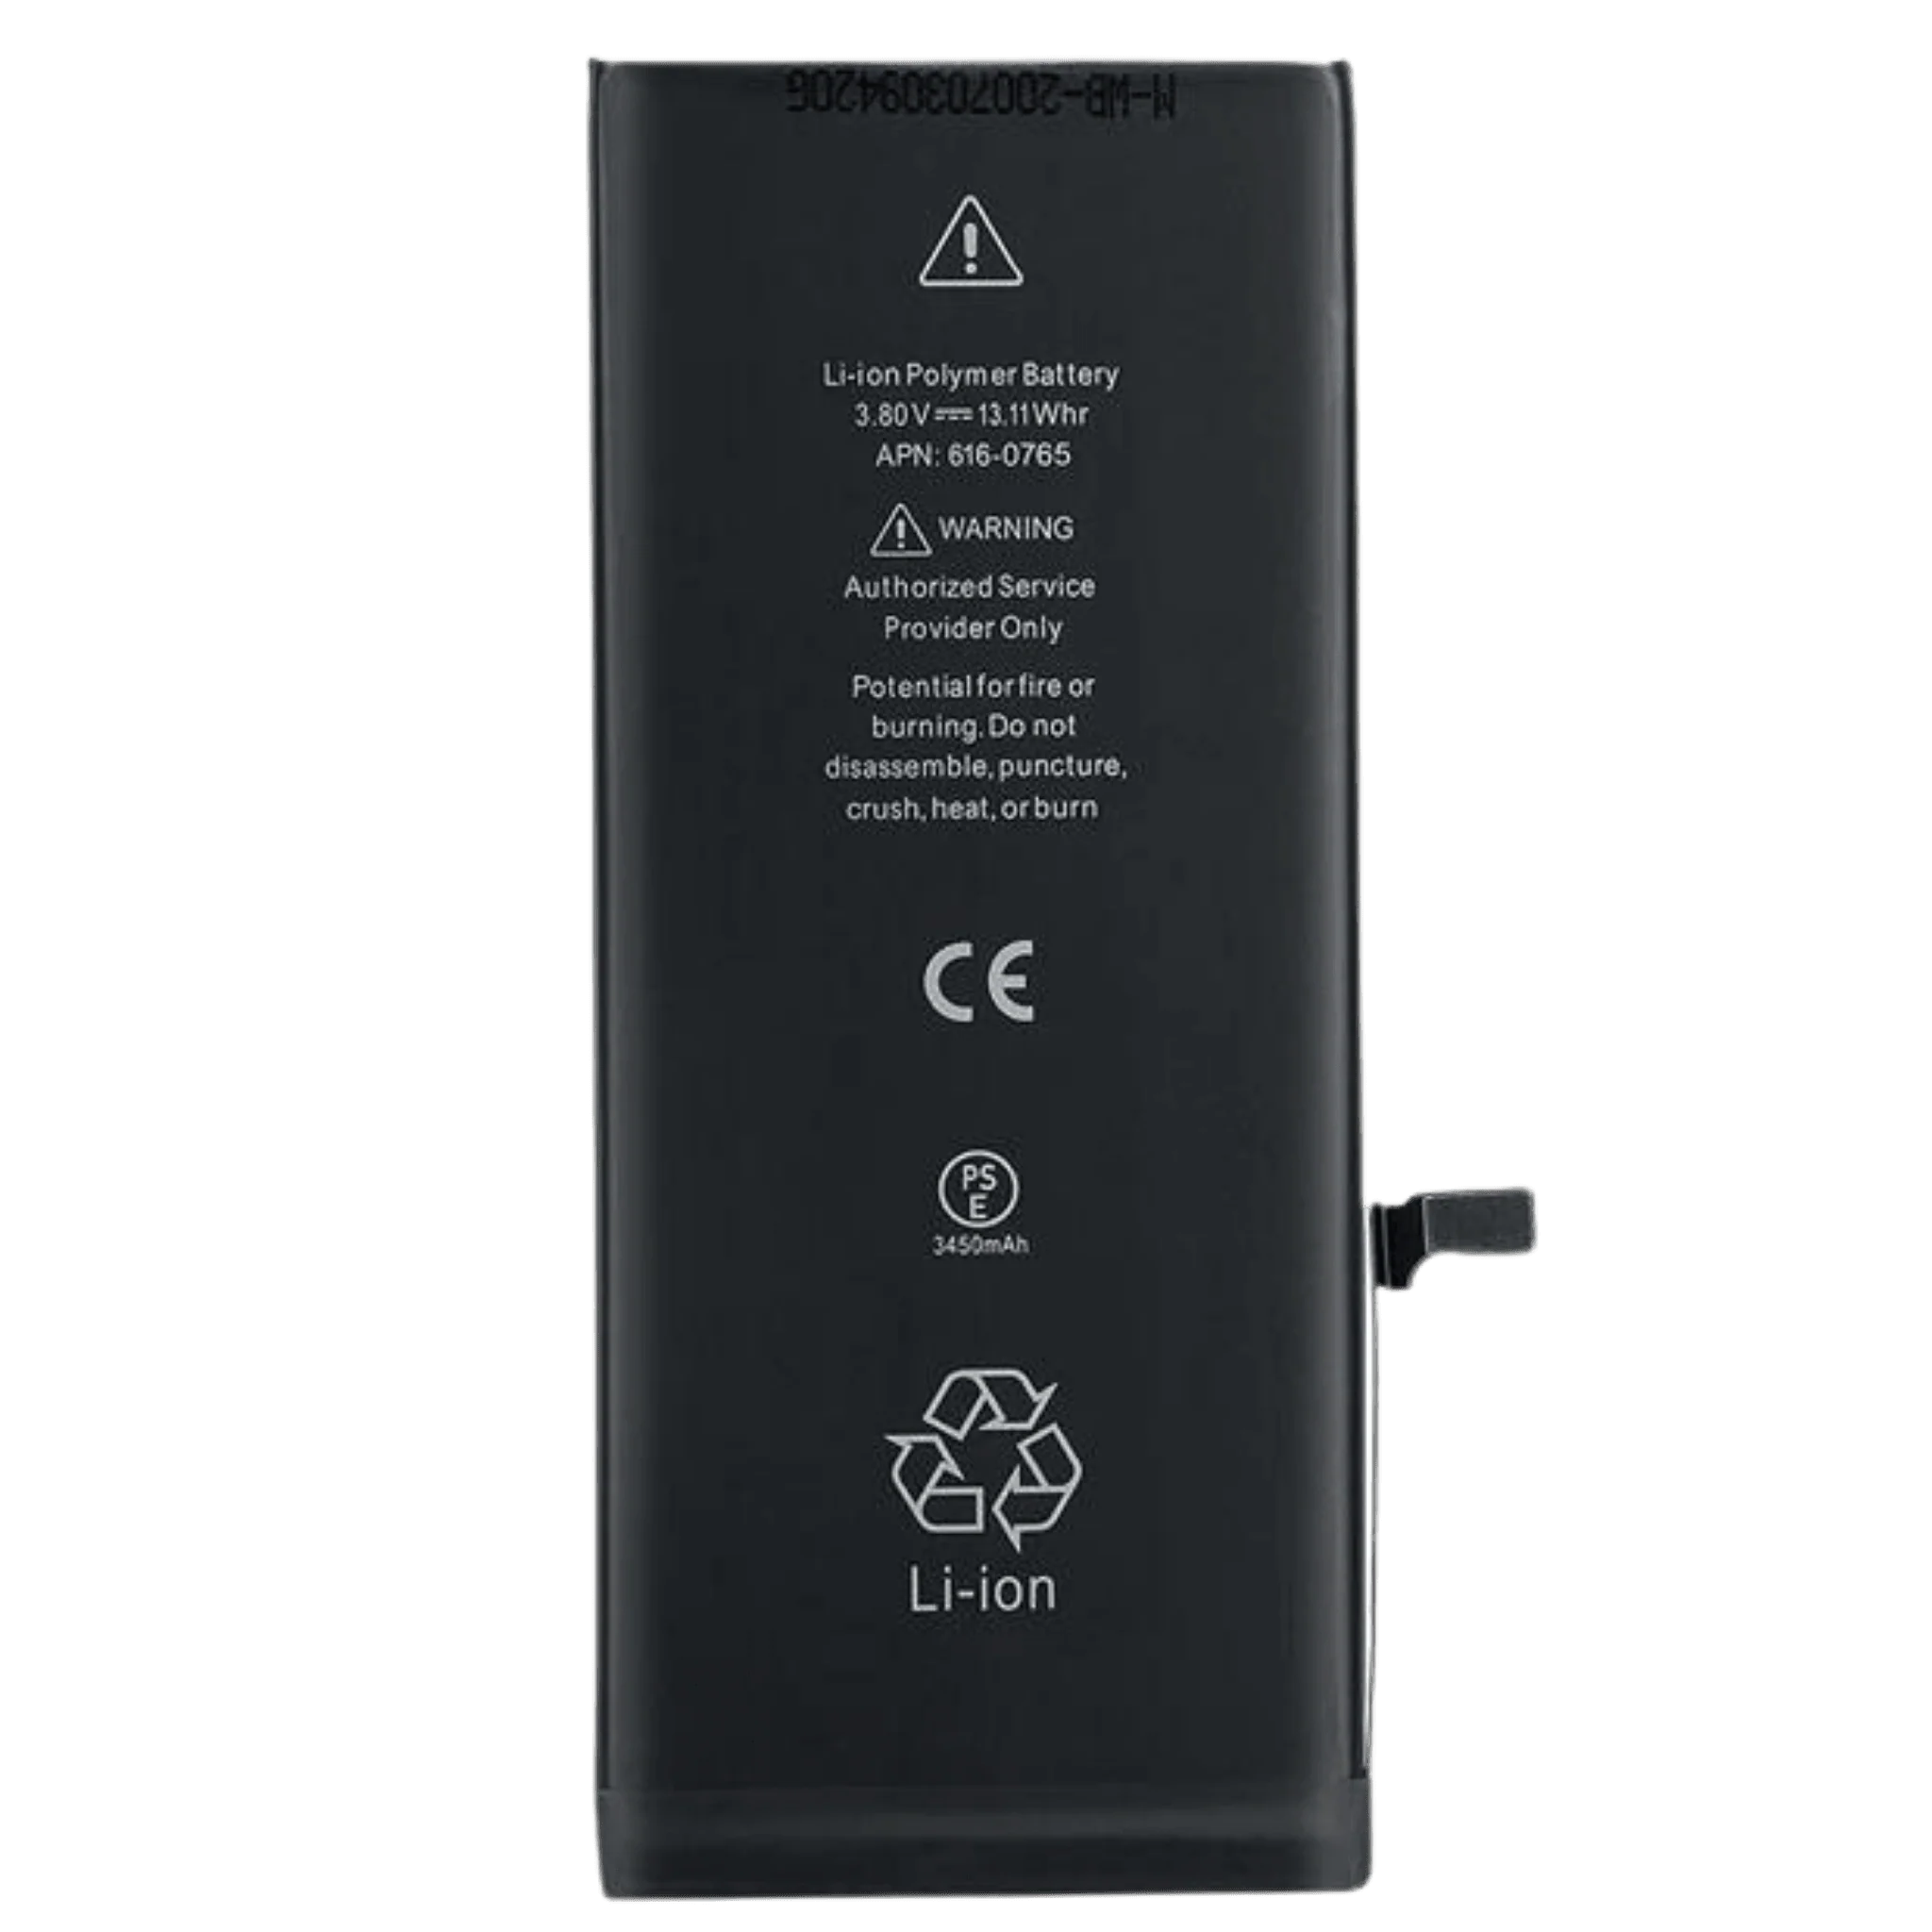 M-WB-20070309420G
Li-ion Polymer Battery
3.80V⎓13.11Whr
APN: 616-0765
WARNING
Authorized Service
Provider Only
Potential for fire or
burning. Do not
disassemble, puncture,
crush, heat, or burn
CE
PS
E
3450mAh
Li-ion